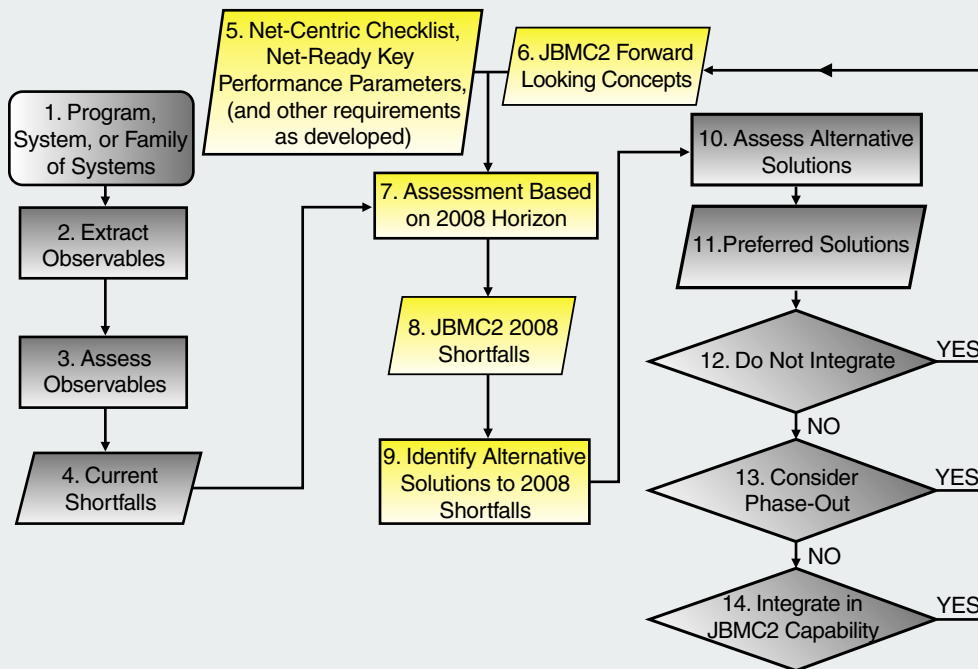 1. Program,
System, or Family
of Systems
2. Extract
Observables
3. Assess
Observables
4. Current
Shortfalls
5. Net-Centric Checklist,
Net-Ready Key
Performance Parameters,
(and other requirements
as developed)
6. JBMC2 Forward
Looking Concepts
7. Assessment Based
on 2008 Horizon
8. JBMC2 2008
Shortfalls
9. Identify Alternative
Solutions to 2008
Shortfalls
10. Assess Alternative
Solutions
11.Preferred Solutions
12. Do Not Integrate
YES
NO
13. Consider
Phase-Out
YES
NO
14. Integrate in
JBMC2 Capability
YES